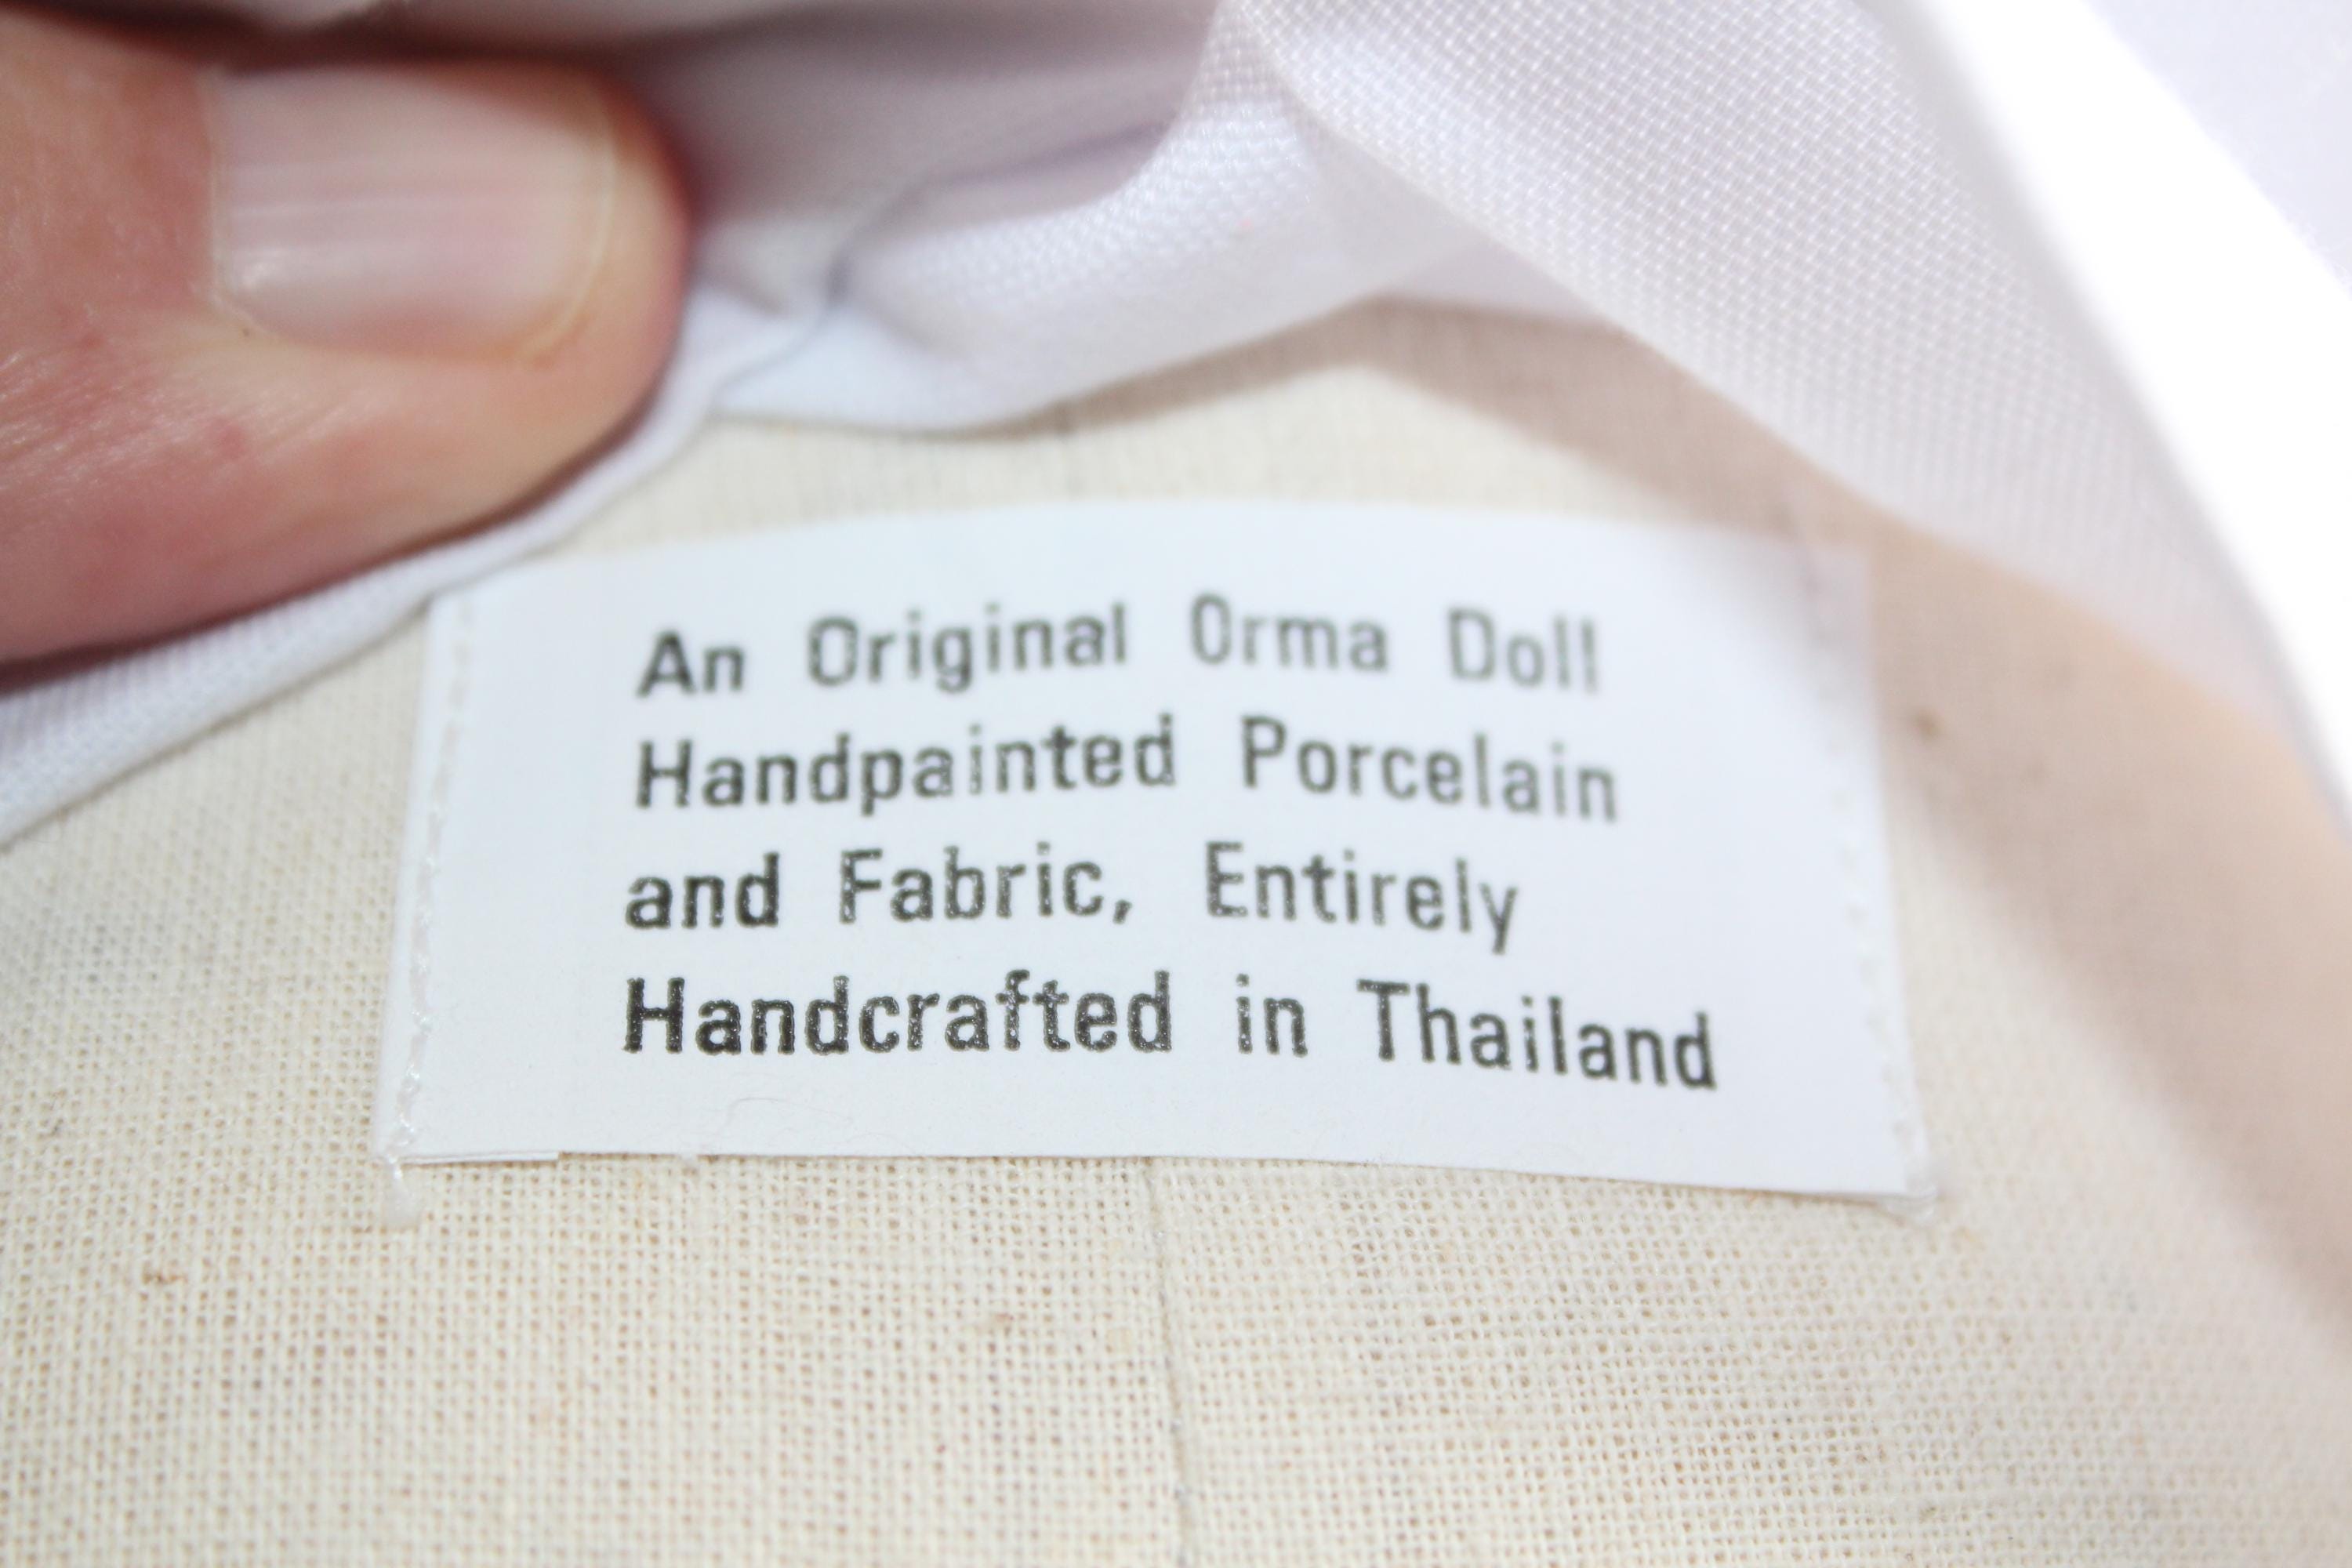 An Original Orma Doll
Handpainted Porcelain
and Fabric, Entirely
Handcrafted in Thailand